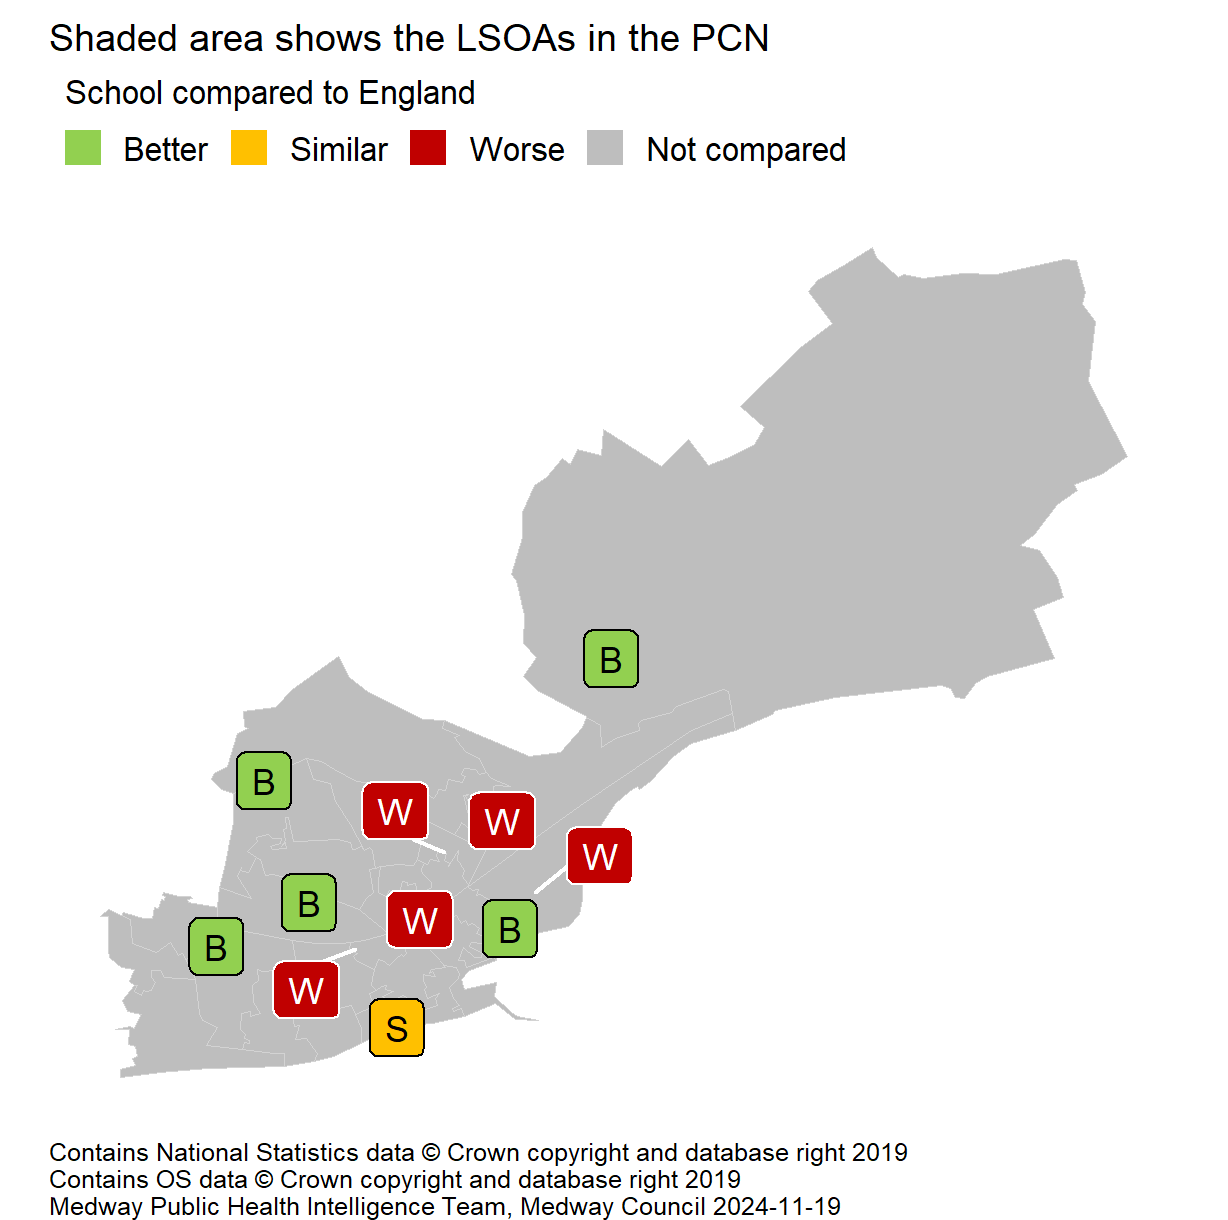 Shaded area shows the LSOAs in the PCN
School compared to England
Better Similar Worse Not compared
B
B
W
W
W
B
W
B
B
W
S
Contains National Statistics data © Crown copyright and database right 2019
Contains OS data © Crown copyright and database right 2019
Medway Public Health Intelligence Team, Medway Council 2024-11-19